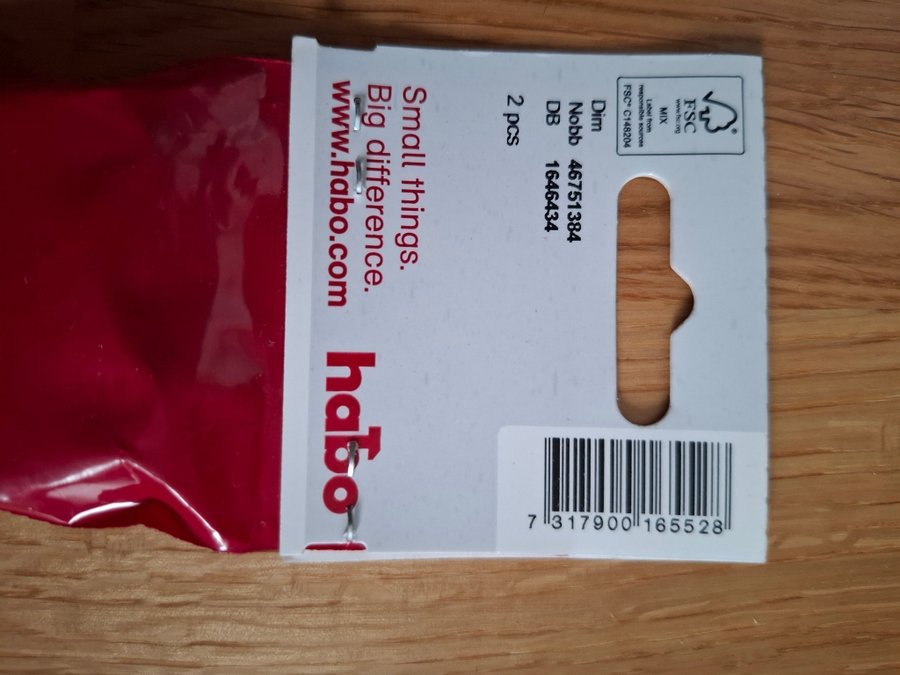 FSC
www.fsc.org
MIX
Label from
responsible sources
FSC® C148204
Dim
Nobb 46751384
DB 1646434
2 pcs
Small things.
Big difference.
www.habo.com
habo
7 317900 165528